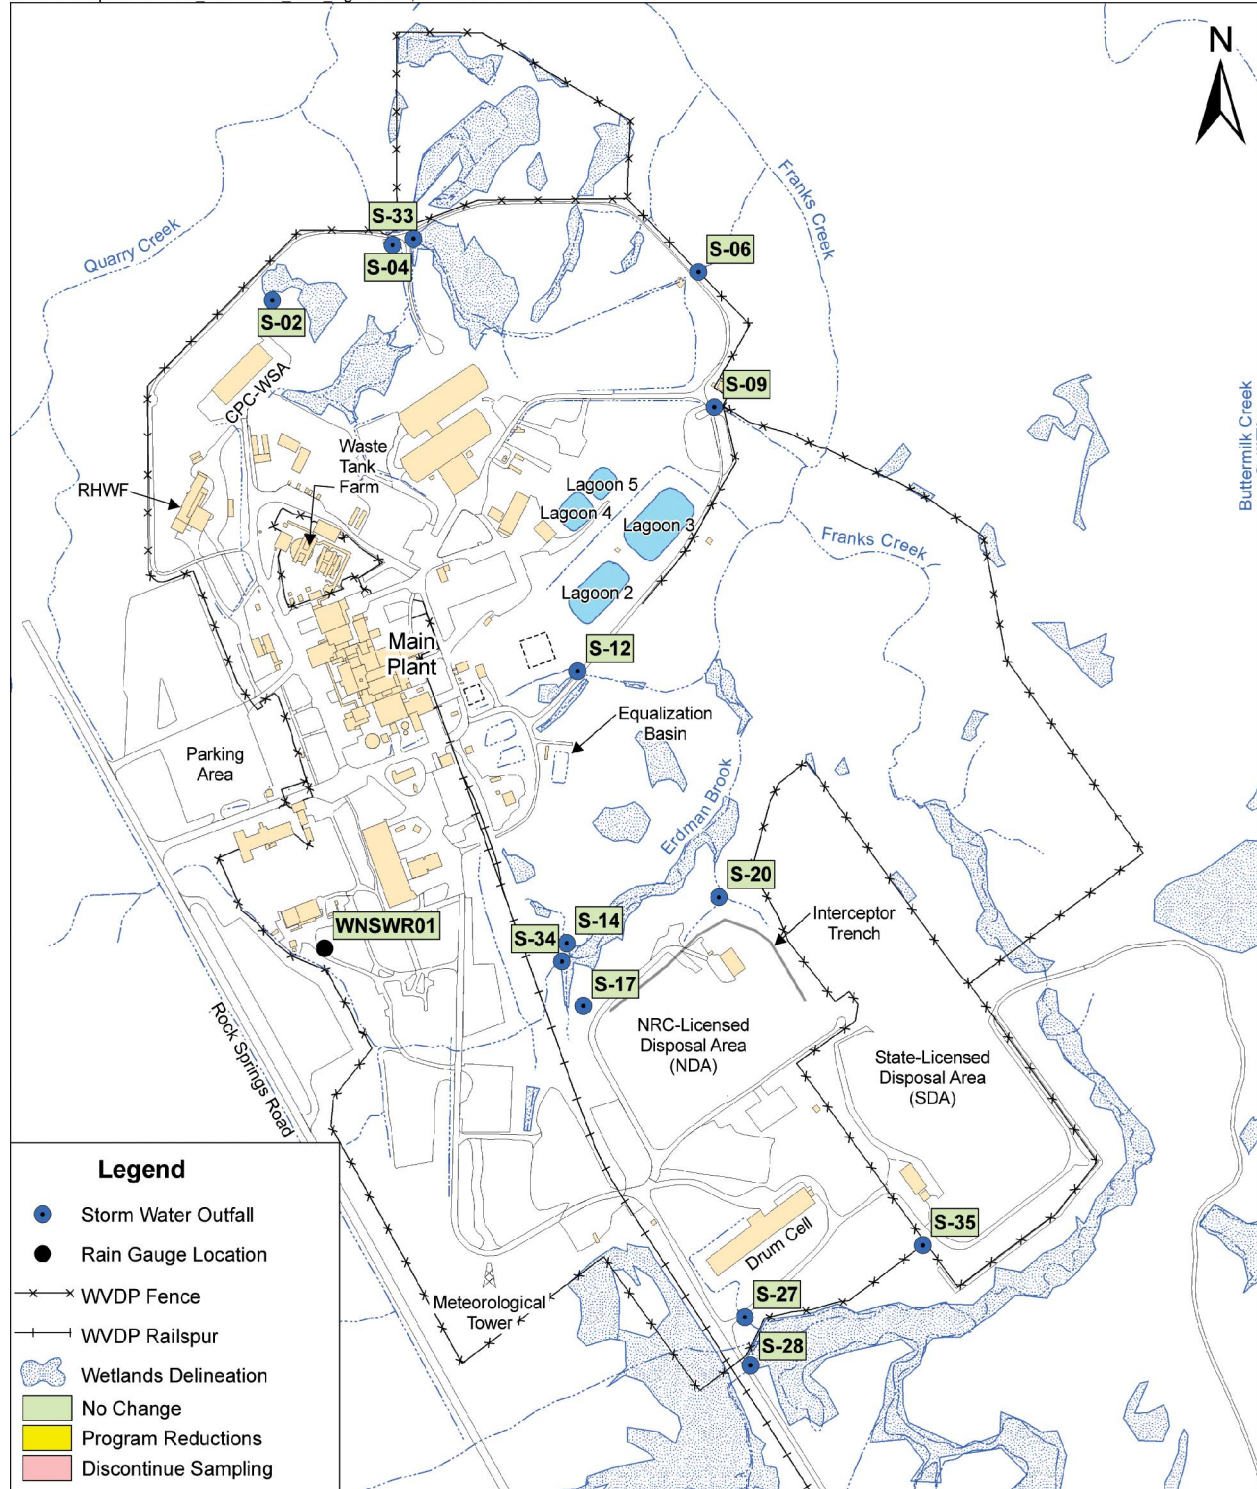 N
Franks Creek
S-33
Quarry Creek
S-06
S-04
S-02
S-09
CPC-WSA
Buttermilk Creek
Waste
Tank
Farm
RHWF
Lagoon 5
Lagoon 4
Lagoon 3
Franks Creek
Lagoon 2
Main
Plant
S-12
Equalization
Basin
Parking
Area
Erdman Brook
S-20
Interceptor
Trench
WNSWR01
S-14
S-34
S-17
NRC-Licensed
Disposal Area
(NDA)
State-Licensed
Disposal Area
(SDA)
Rock Springs Road
S-35
Drum Cell
Meteorological
Tower
S-27
S-28
Legend
Storm Water Outfall
Rain Gauge Location
WVDP Fence
WVDP Railspur
Wetlands Delineation
No Change
Program Reductions
Discontinue Sampling